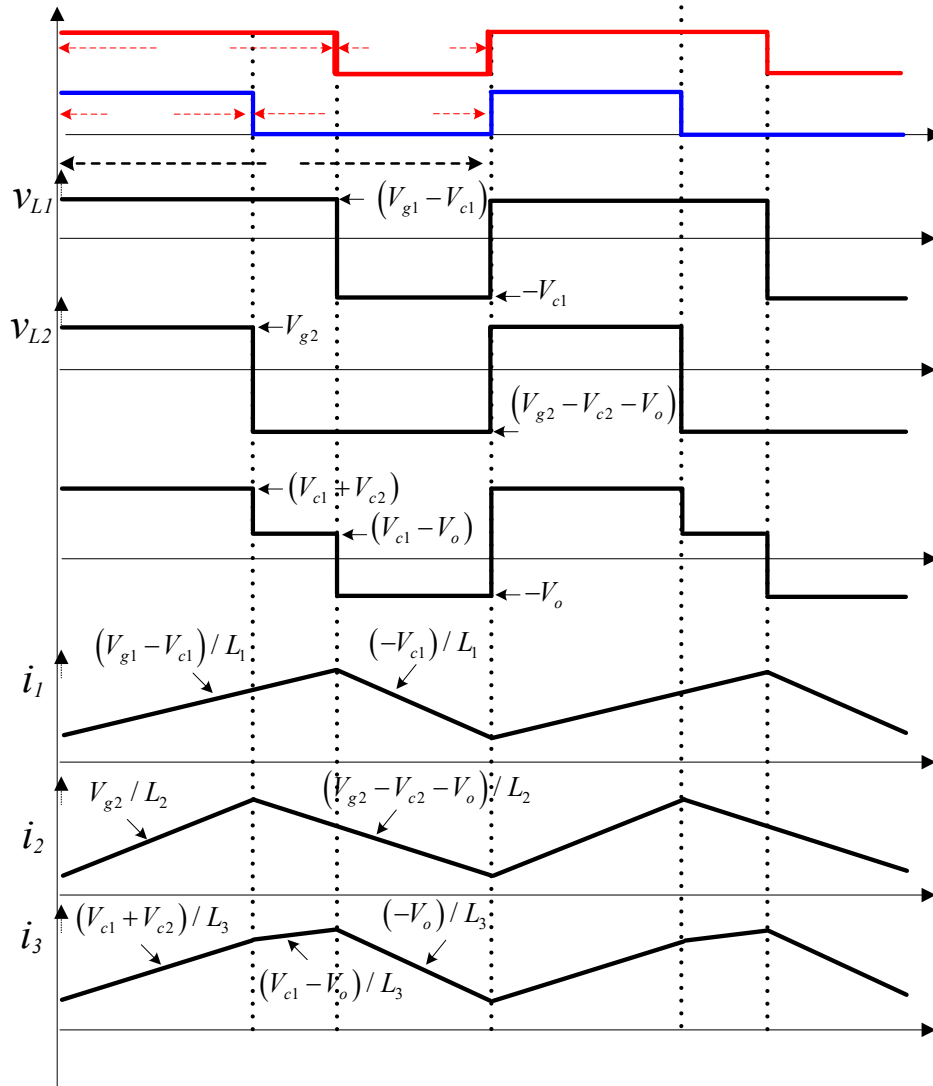 v_{L1}
(V_{g1} − V_{c1})
−V_{c1}
v_{L2}
V_{g2}
(V_{g2} − V_{c2} − V_o)
(V_{c1} + V_{c2})
(V_{c1} − V_o)
−V_o
i_1
(V_{g1} − V_{c1}) / L_1
(−V_{c1}) / L_1
i_2
V_{g2} / L_2
(V_{g2} − V_{c2} − V_o) / L_2
i_3
(V_{c1} + V_{c2}) / L_3
(−V_o) / L_3
(V_{c1} − V_o) / L_3